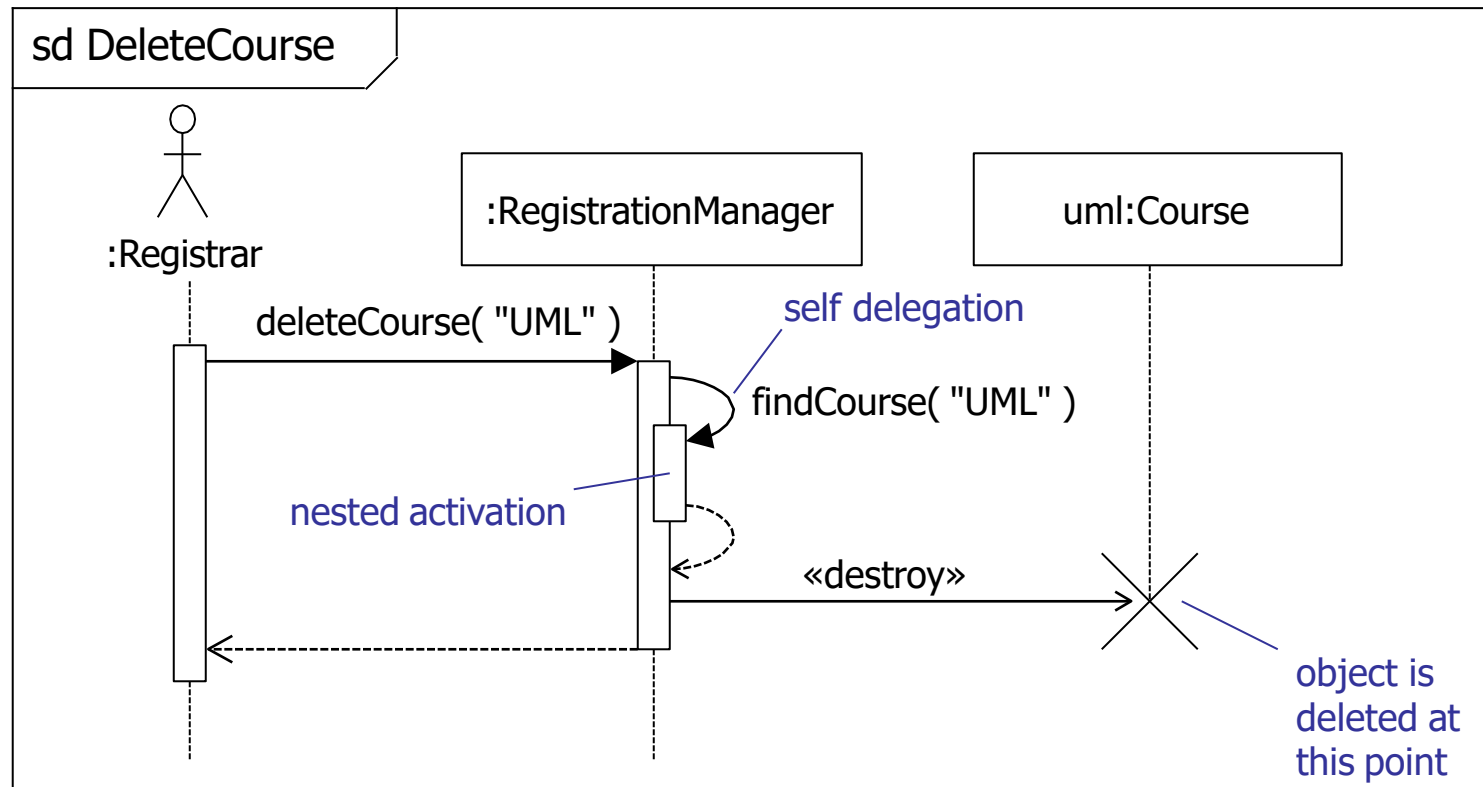 sd DeleteCourse
:Registrar
:RegistrationManager
uml:Course
deleteCourse( "UML" )
self delegation
findCourse( "UML" )
nested activation
«destroy»
object is
deleted at
this point